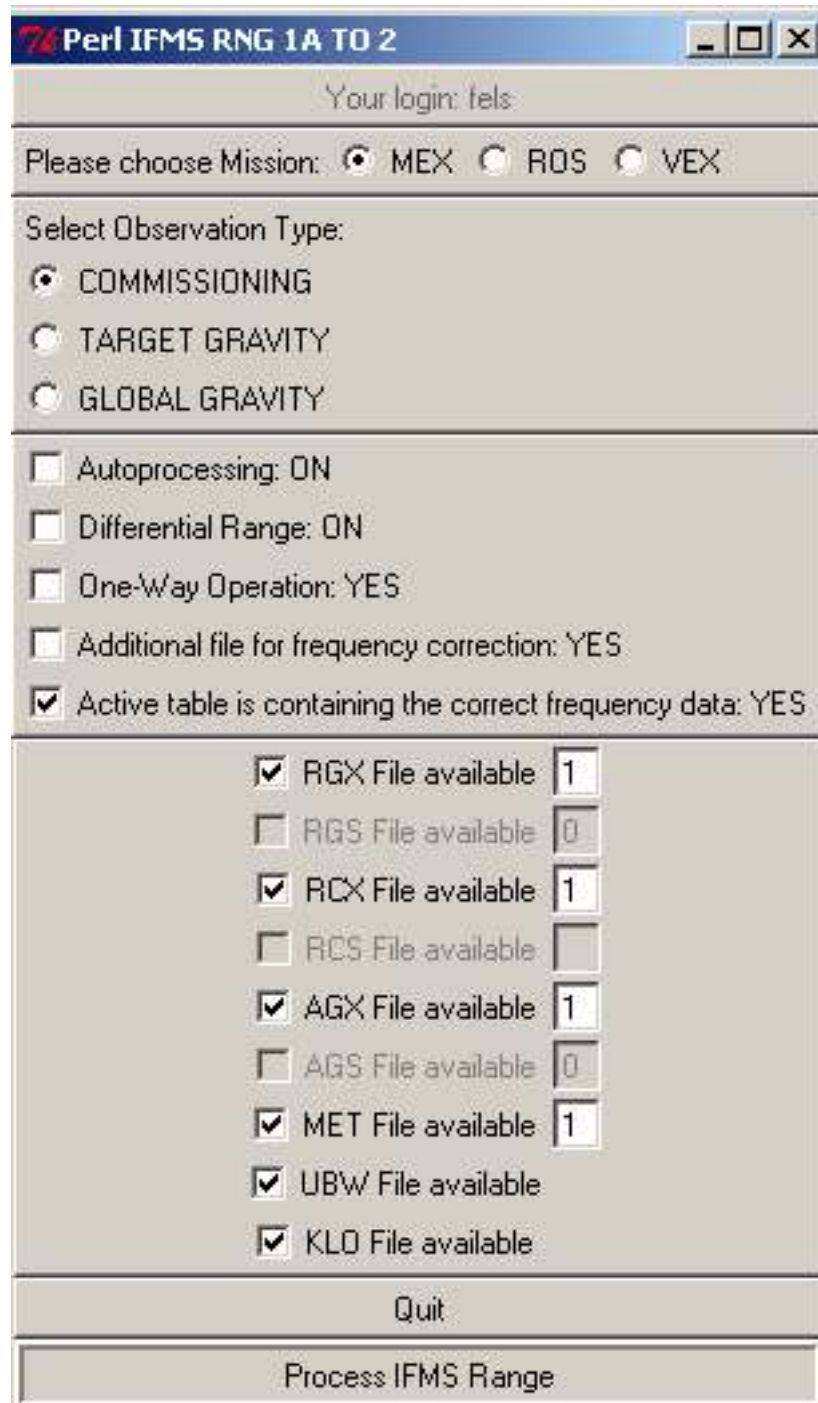 Perl IFMS RNG 1A TO 2
Your login: fels
Please choose Mission: MEX ROS VEX
Select Observation Type:
COMMISSIONING
TARGET GRAVITY
GLOBAL GRAVITY
Autoprocessing: ON
Differential Range: ON
One-Way Operation: YES
Additional file for frequency correction: YES
Active table is containing the correct frequency data: YES
RGX File available 1
RGS File available 0
RCX File available 1
RCS File available
AGX File available 1
AGS File available 0
MET File available 1
UBW File available
KLO File available
Quit
Process IFMS Range